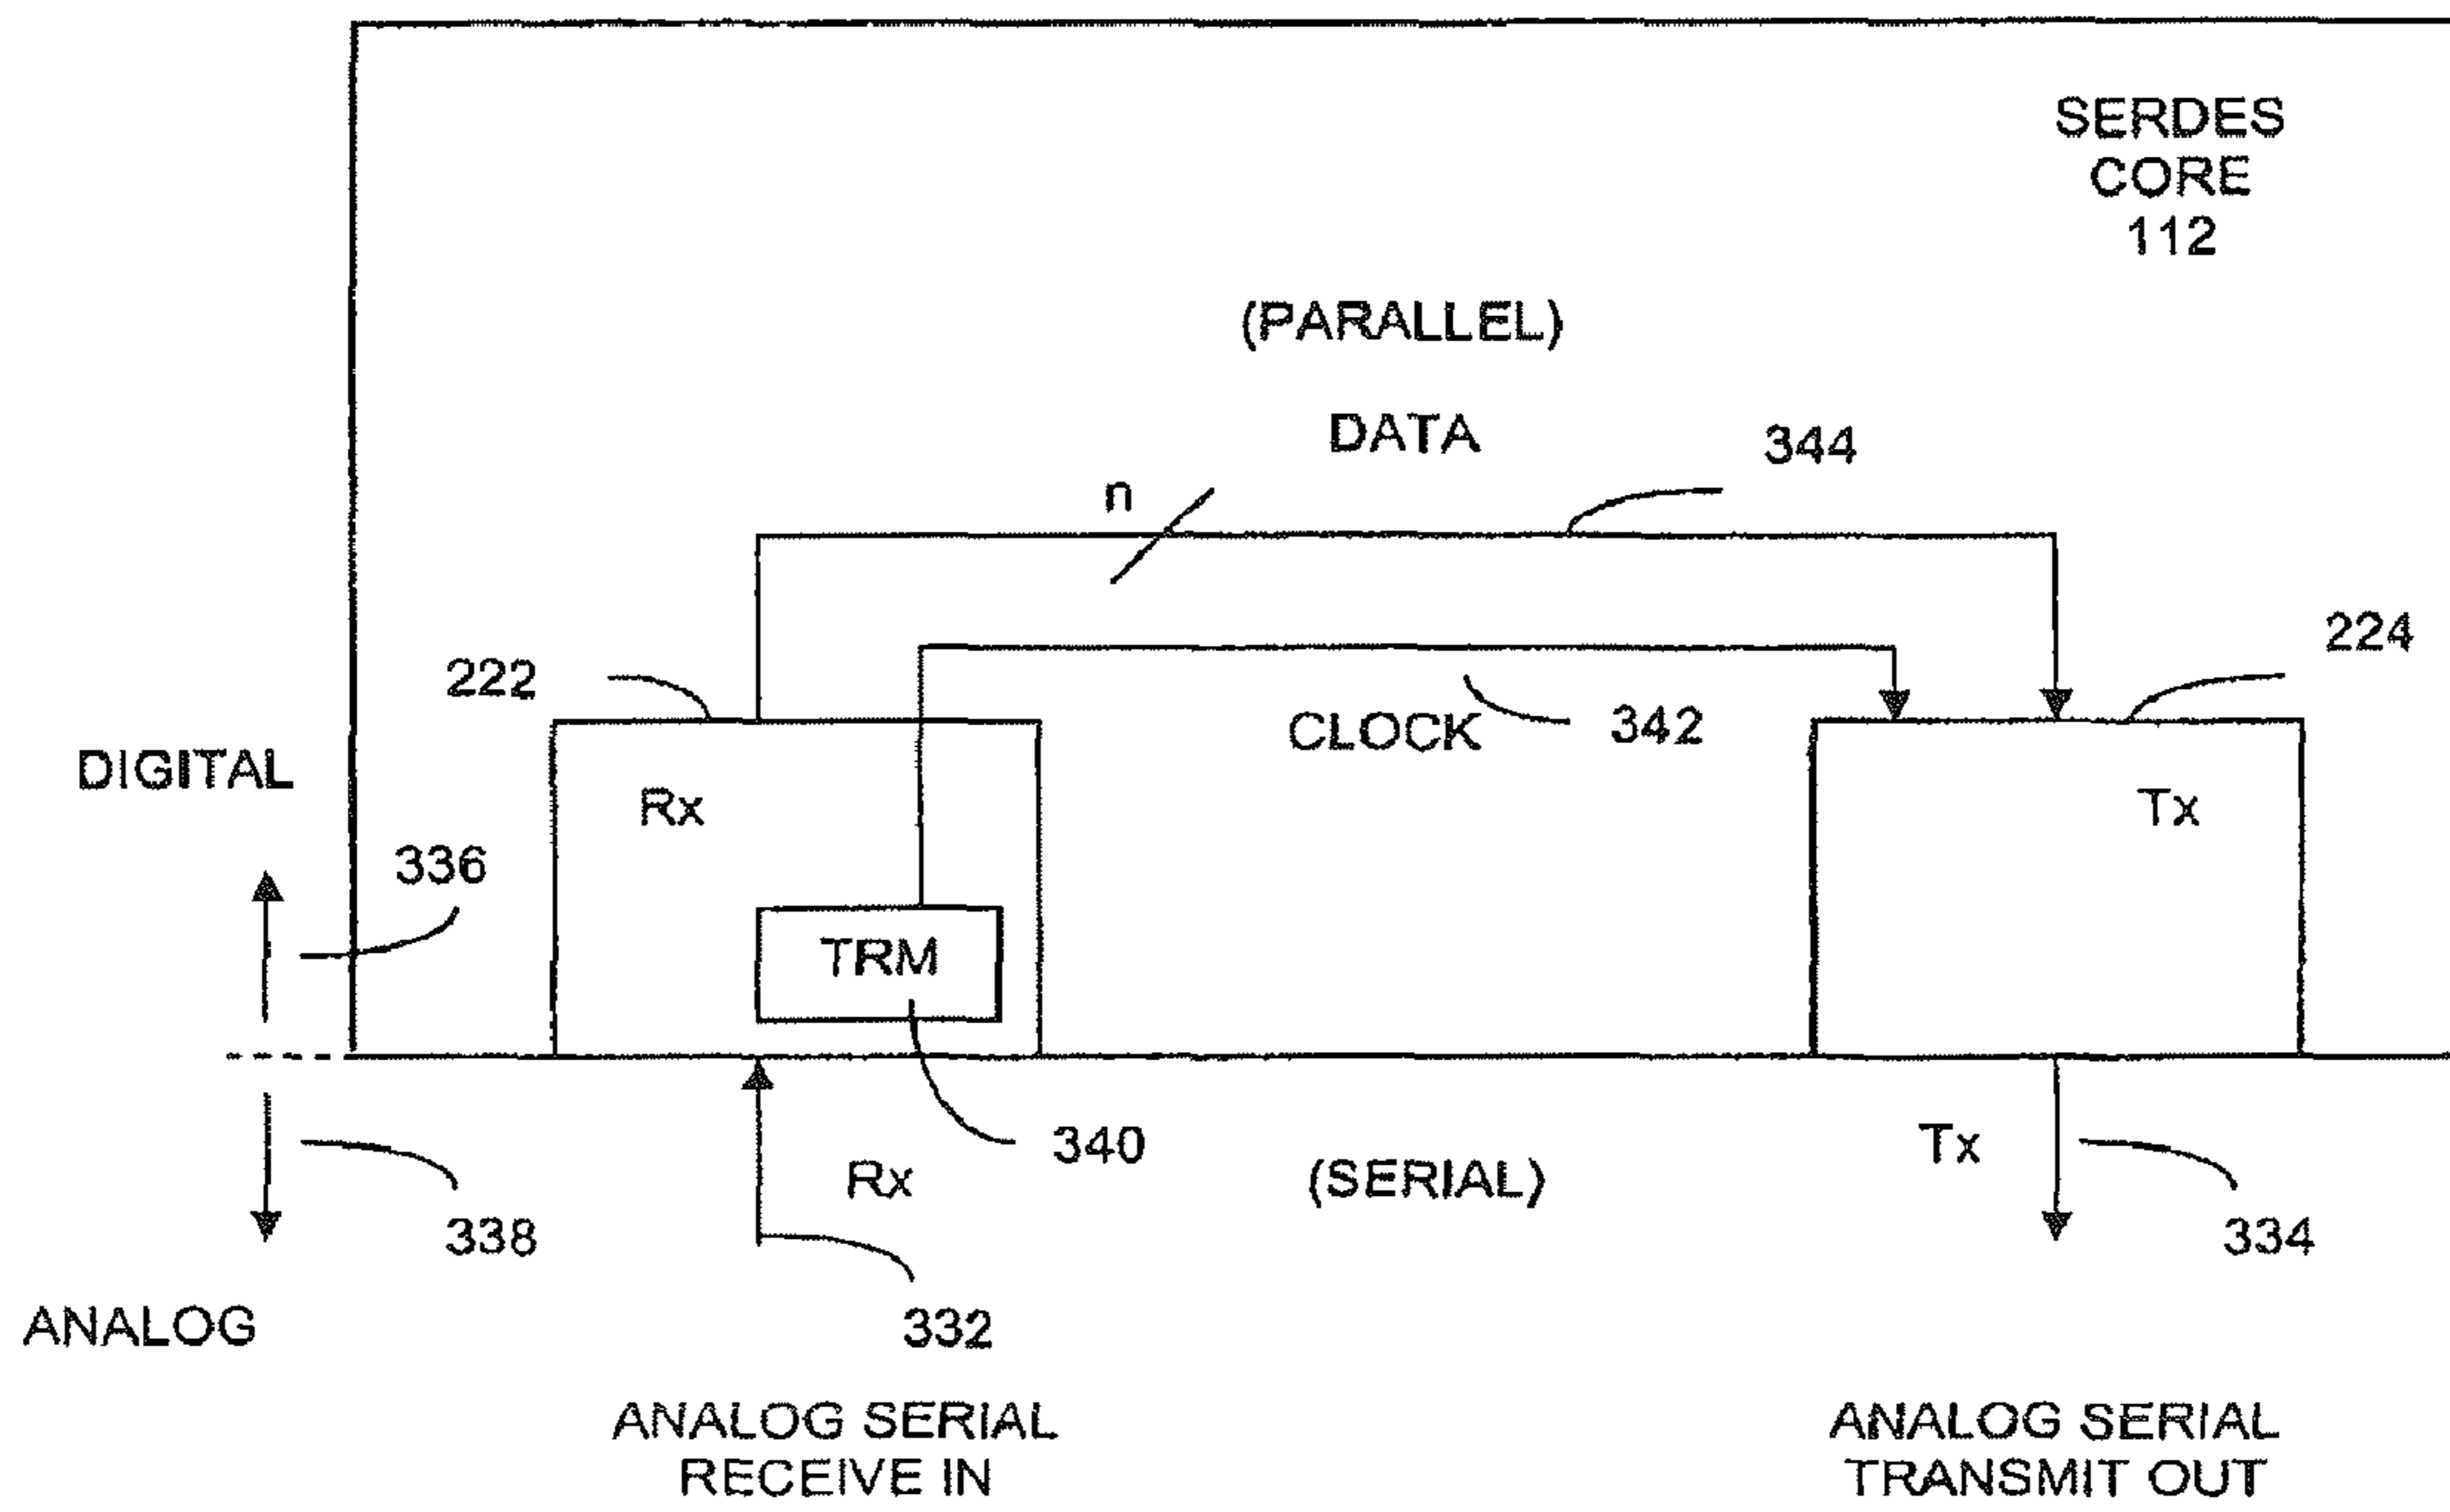 SERDES
CORE
112
(PARALLEL)
DATA
344
n
224
222
CLOCK
342
DIGITAL
Rx
Tx
336
TRM
340
Rx
(SERIAL)
Tx
338
334
332
ANALOG
ANALOG SERIAL
RECEIVE IN
ANALOG SERIAL
TRANSMIT OUT